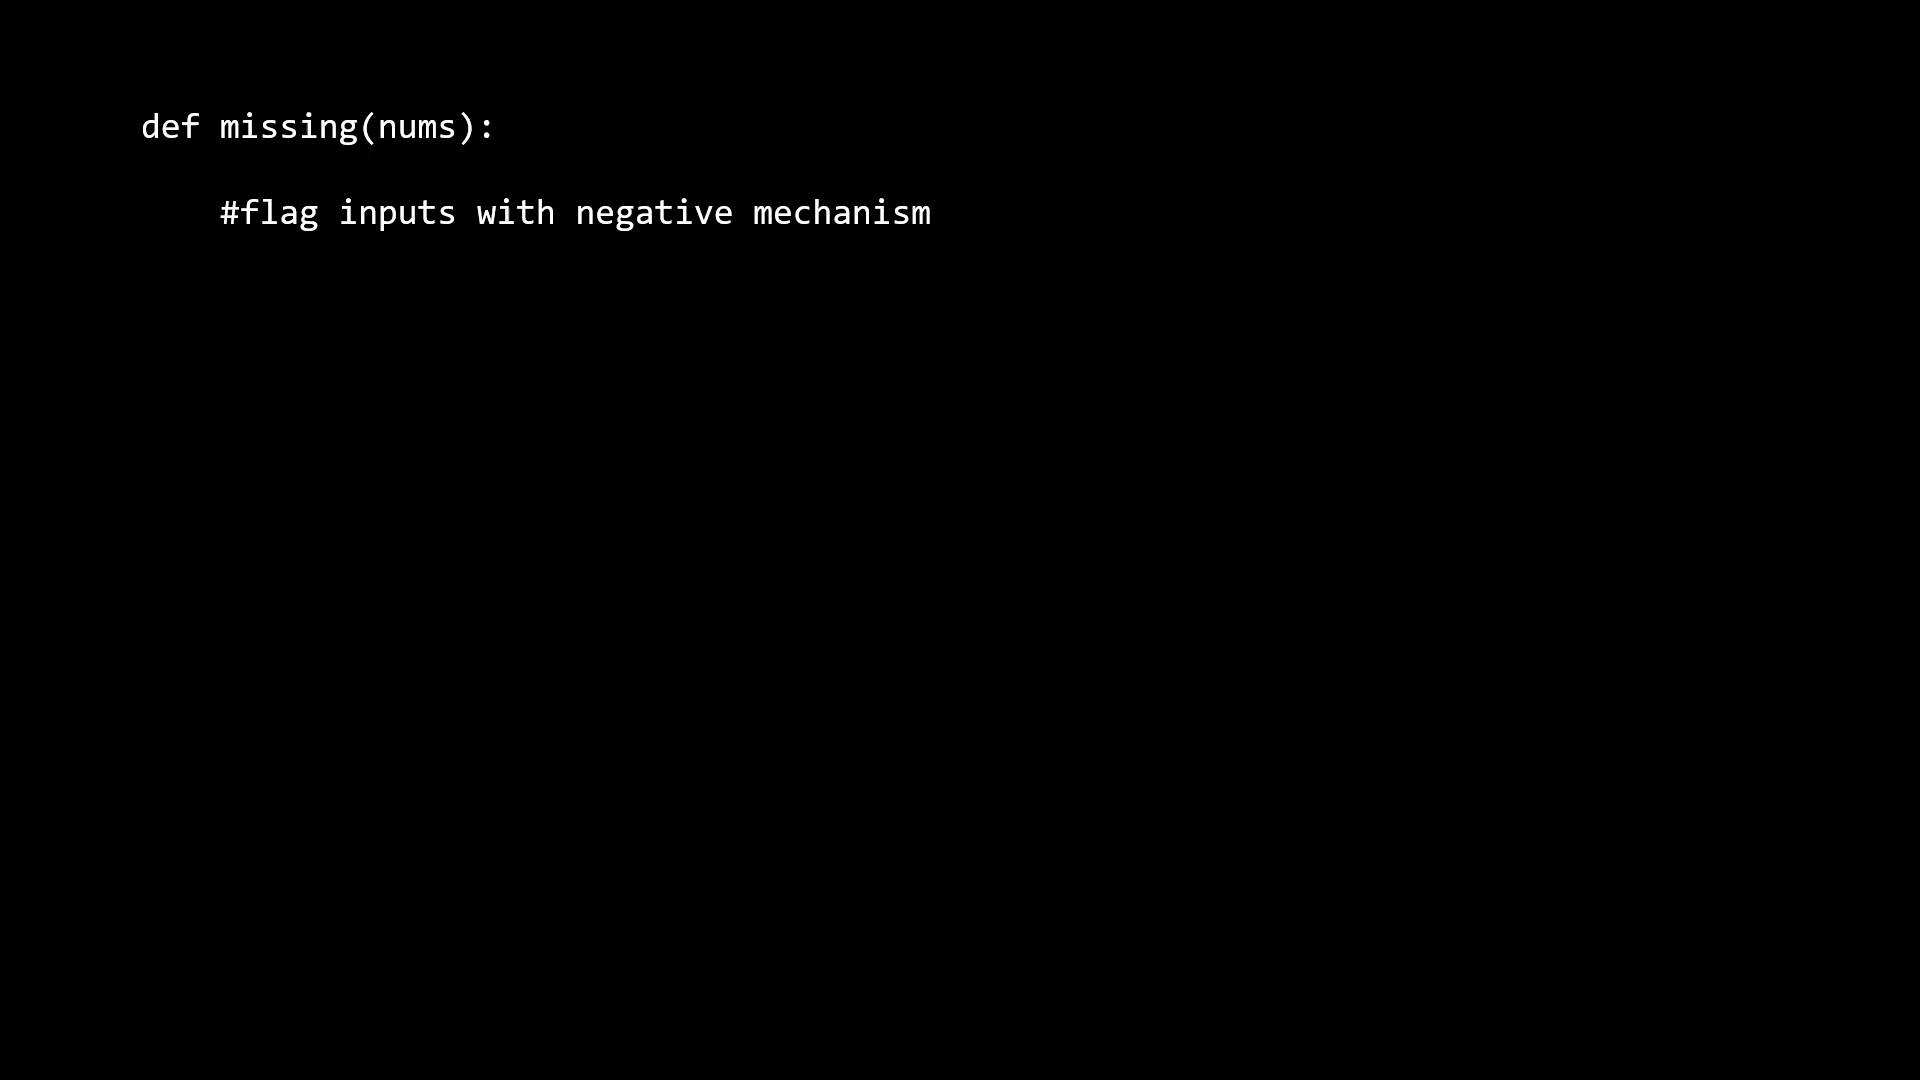 def missing(nums):
    #flag inputs with negative mechanism